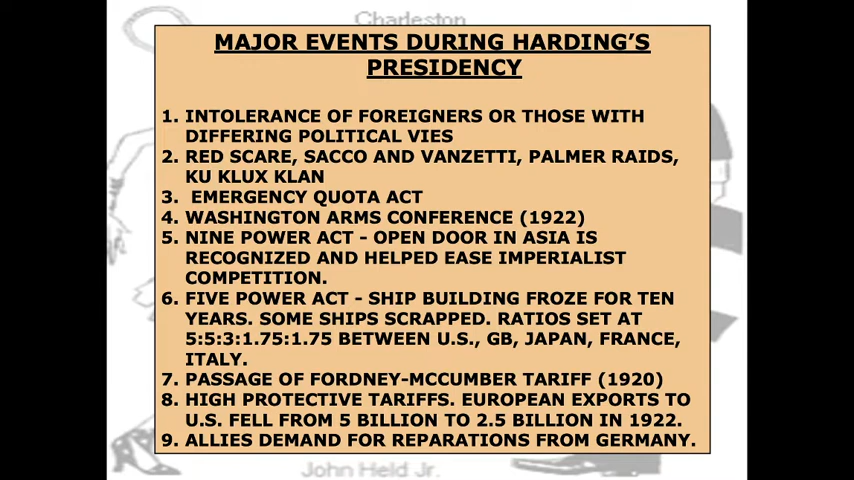 Charleston
MAJOR EVENTS DURING HARDING'S
PRESIDENCY
1. INTOLERANCE OF FOREIGNERS OR THOSE WITH
DIFFERING POLITICAL VIES
2. RED SCARE, SACCO AND VANZETTI, PALMER RAIDS,
KU KLUX KLAN
3. EMERGENCY QUOTA ACT
4. WASHINGTON ARMS CONFERENCE (1922)
5. NINE POWER ACT - OPEN DOOR IN ASIA IS
RECOGNIZED AND HELPED EASE IMPERIALIST
COMPETITION.
6. FIVE POWER ACT - SHIP BUILDING FROZE FOR TEN
YEARS. SOME SHIPS SCRAPPED. RATIOS SET AT
5:5:3:1.75:1.75 BETWEEN U.S., GB, JAPAN, FRANCE,
ITALY.
7. PASSAGE OF FORDNEY-MCCUMBER TARIFF (1920)
8. HIGH PROTECTIVE TARIFFS. EUROPEAN EXPORTS TO
U.S. FELL FROM 5 BILLION TO 2.5 BILLION IN 1922.
9. ALLIES DEMAND FOR REPARATIONS FROM GERMANY.
John Held Jr.